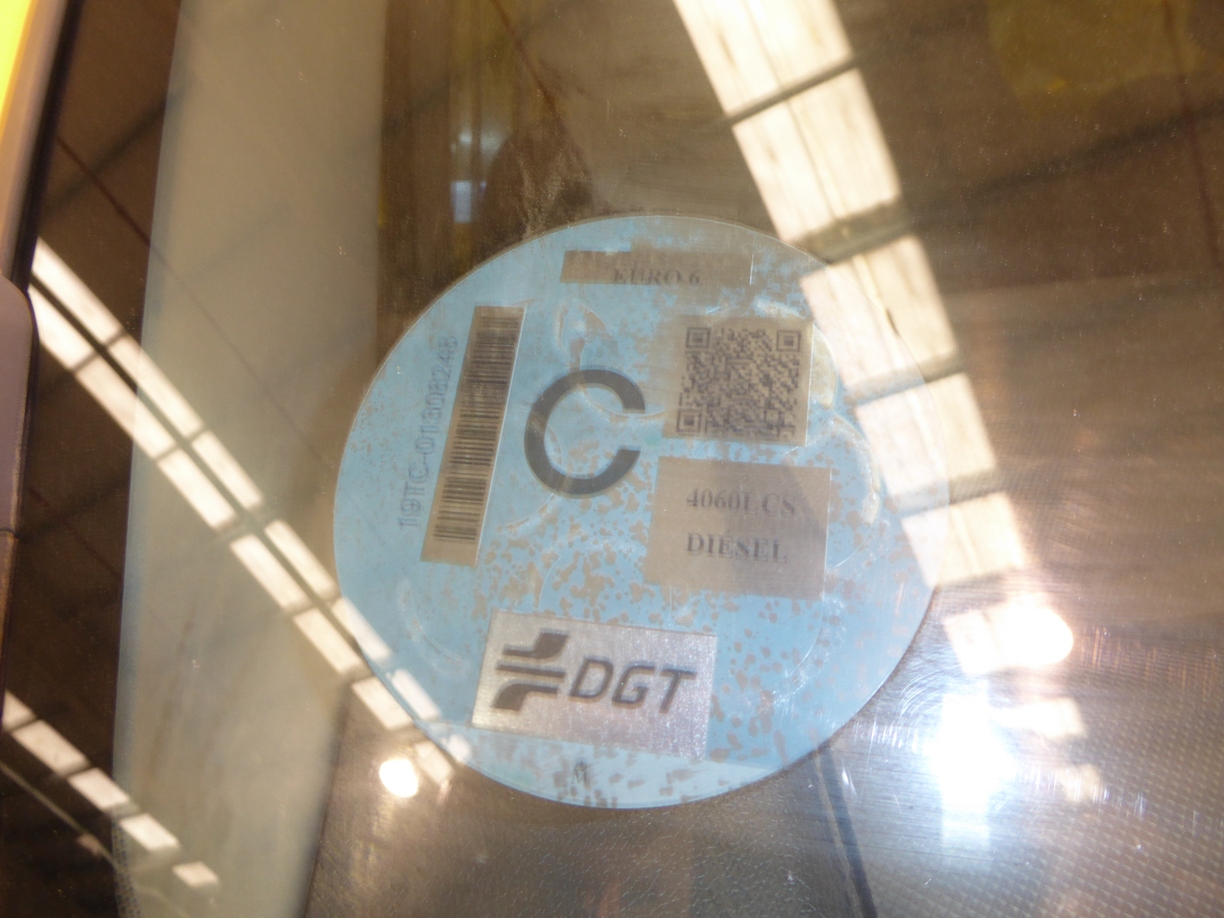 EURO 6
19TC-01308248
C
4060LCS
DIESEL
DGT